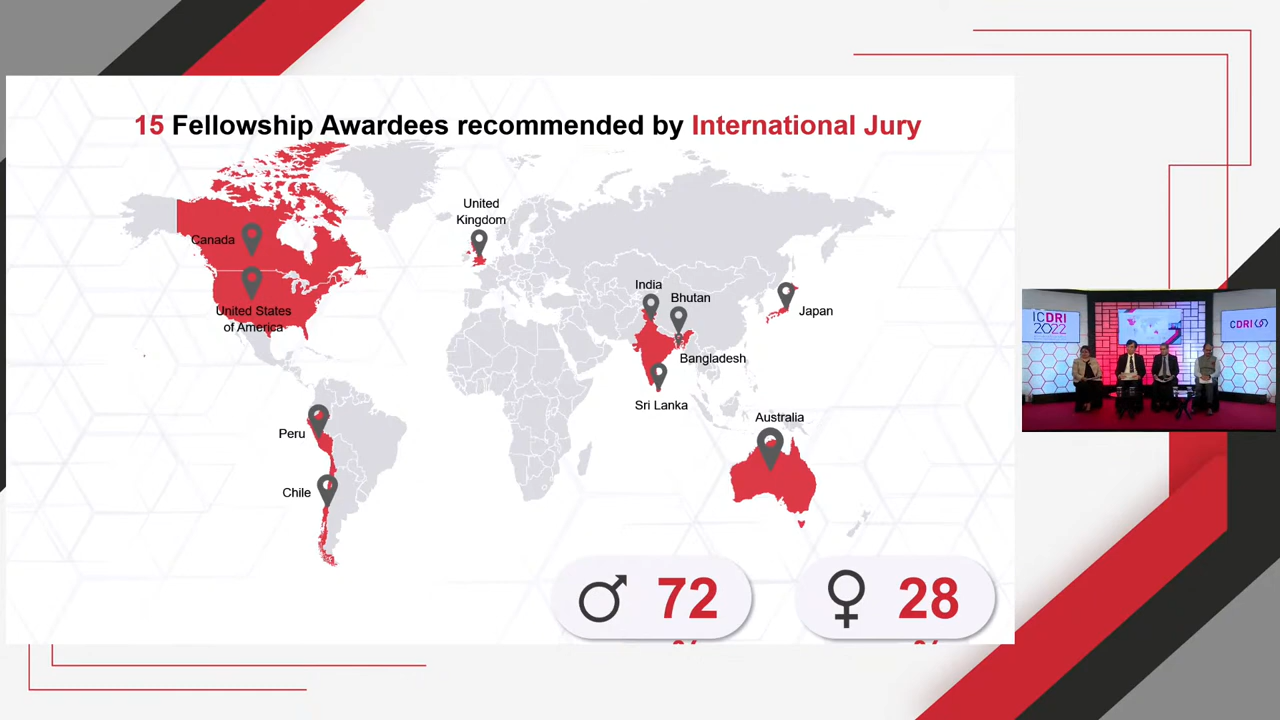 15 Fellowship Awardees recommended by International Jury
United
Kingdom
Canada
India
Bhutan
United States
of America
Japan
Bangladesh
Sri Lanka
Australia
Peru
Chile
72
28
ICDRI
2022
CDRI